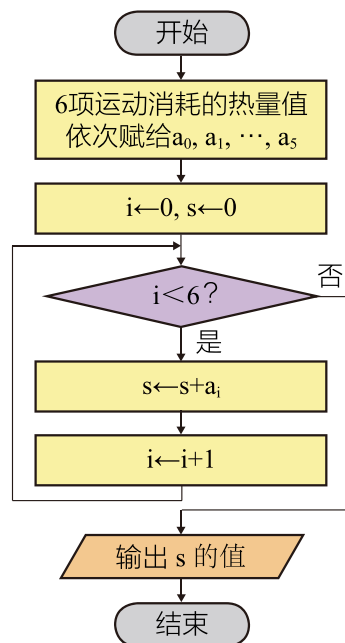 开始
6项运动消耗的热量值
依次赋给a₀, a₁, …, a₅
i←0, s←0
i＜6？
否
是
s←s+aᵢ
i←i+1
输出 s 的值
结束